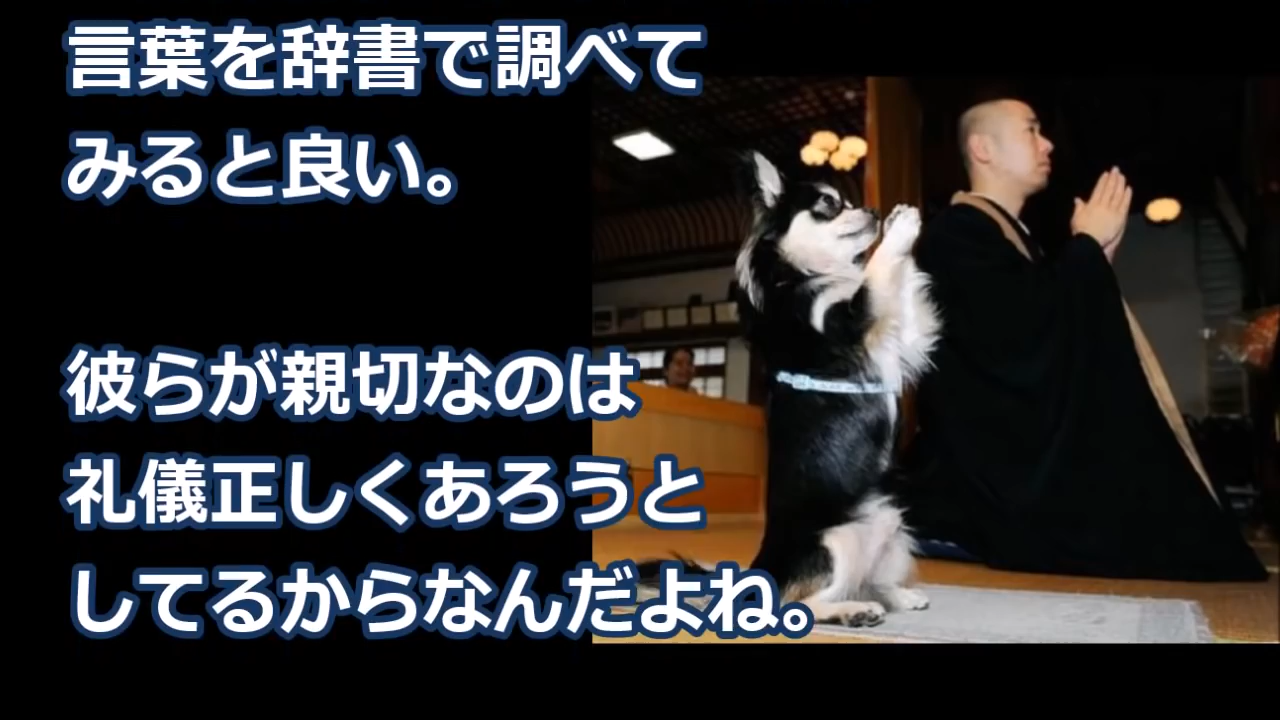 言葉を辞書で調べて
みると良い。
彼らが親切なのは
礼儀正しくあろうと
してるからなんだよね。